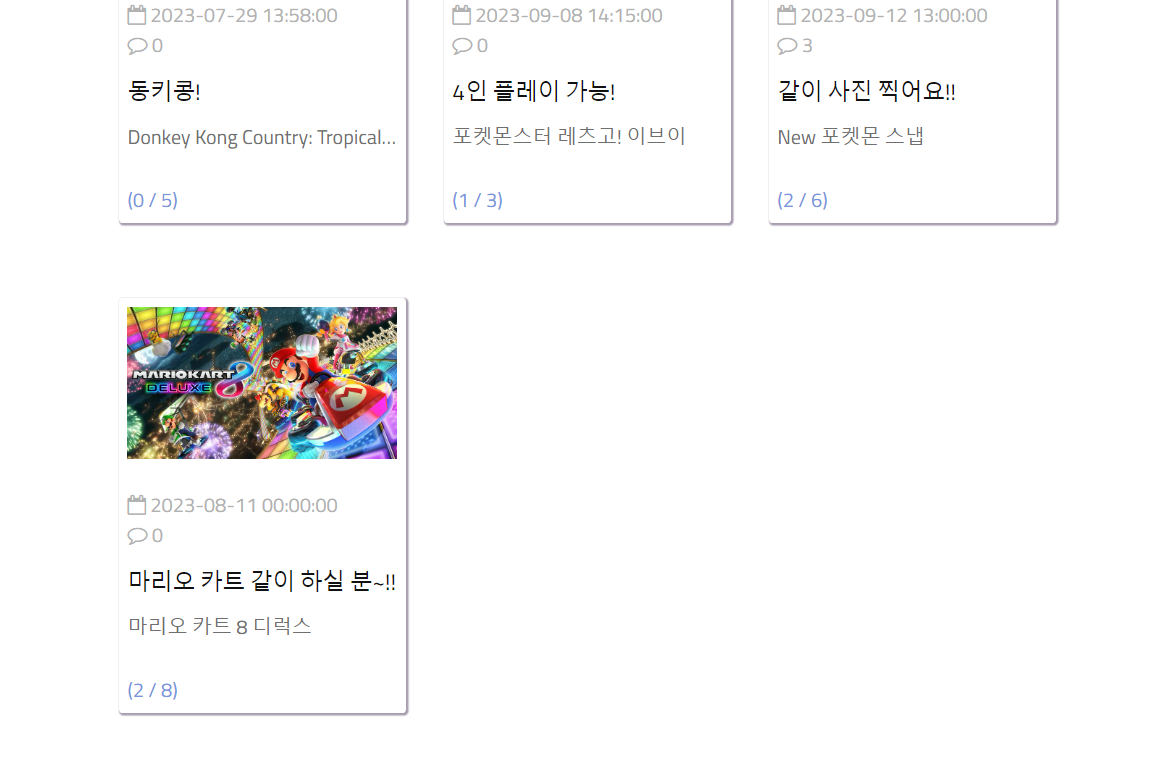 2023-07-29 13:58:00
0
동키콩!
Donkey Kong Country: Tropical...
(0 / 5)
2023-09-08 14:15:00
0
4인 플레이 가능!
포켓몬스터 레츠고! 이브이
(1 / 3)
2023-09-12 13:00:00
3
같이 사진 찍어요!!
New 포켓몬 스냅
(2 / 6)
MARIOKART 8
DELUXE
M
2023-08-11 00:00:00
0
마리오 카트 같이 하실 분~!!
마리오 카트 8 디럭스
(2 / 8)